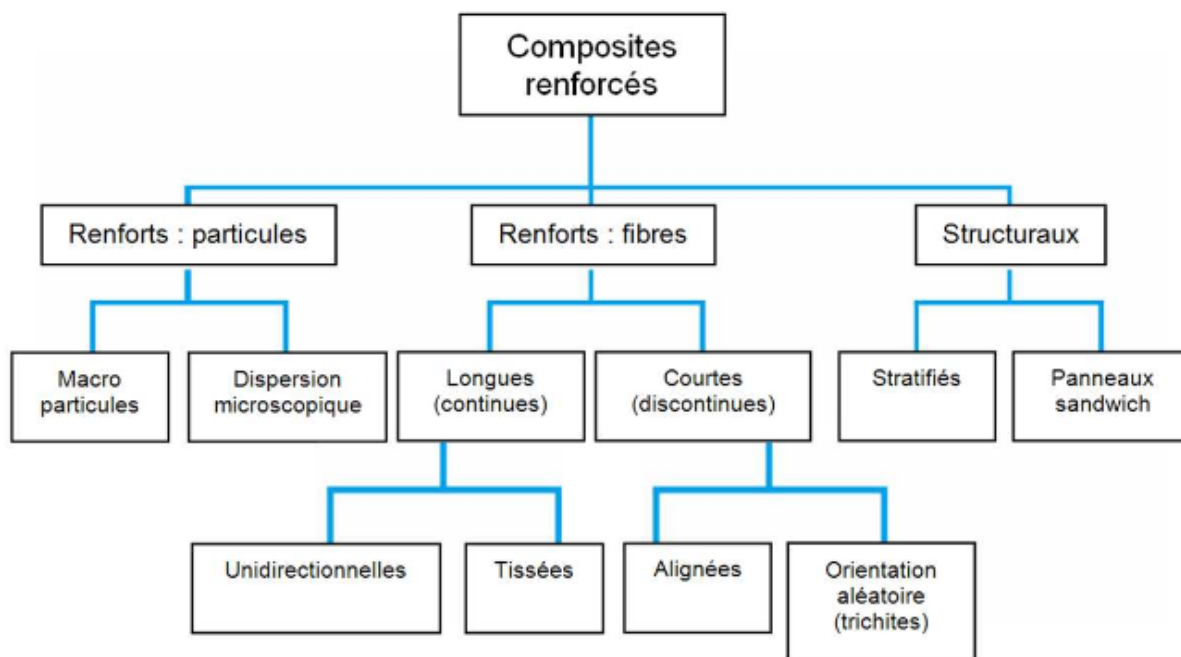 Composites
renforcés
Renforts : particules
Renforts : fibres
Structuraux
Macro
particules
Dispersion
microscopique
Longues
(continues)
Courtes
(discontinues)
Stratifiés
Panneaux
sandwich
Unidirectionnelles
Tissées
Alignées
Orientation
aléatoire
(trichites)